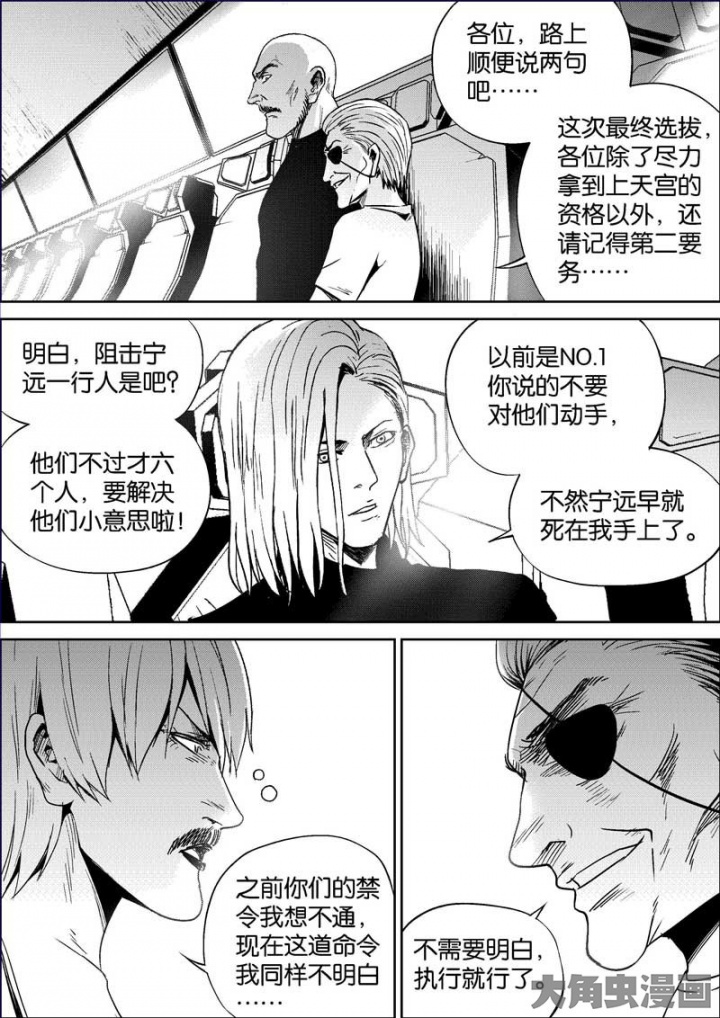 各位，路上
顺便说两句
吧……
这次最终选拔，
各位除了尽力
拿到上天宫的
资格以外，还
请记得第二要
务……
明白，阻击宁
远一行人是吧？
他们不过才六
个人，要解决
他们小意思啦！
以前是NO.1
你说的不要
对他们动手，
不然宁远早就
死在我手上了。
之前你们的禁
令我想不通，
现在这道命令
我同样不明白
……
不需要明白，
执行就行了。
大角虫漫画